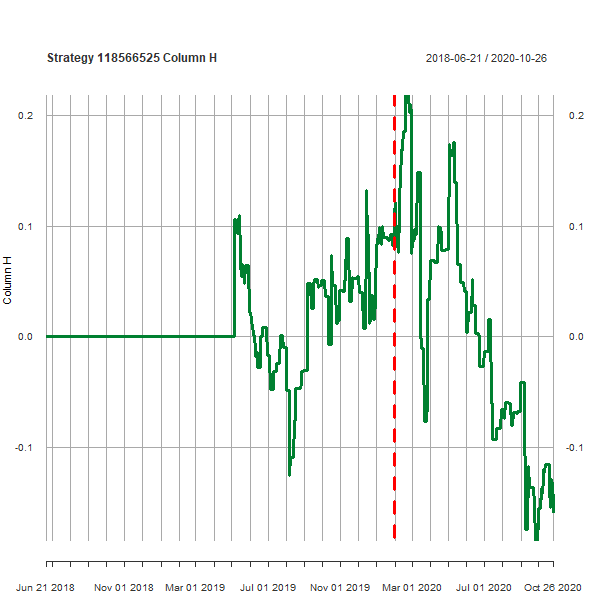 Strategy 118566525 Column H
2018-06-21 / 2020-10-26
0.2
0.2
0.1
0.1
Column H
0.0
0.0
-0.1
-0.1
Jun 21 2018
Nov 01 2018
Mar 01 2019
Jul 01 2019
Nov 01 2019
Mar 01 2020
Jul 01 2020
Oct 26 2020